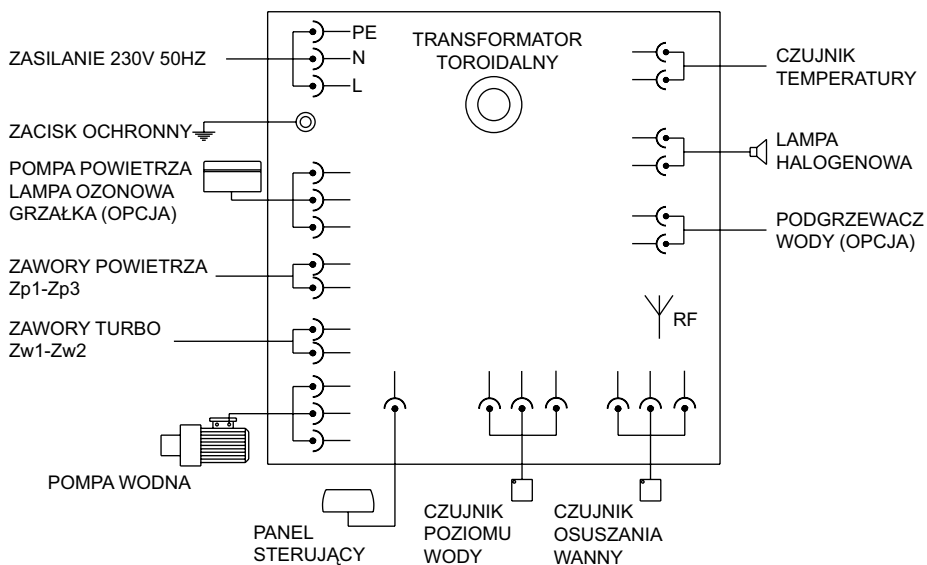 ZASILANIE 230V 50HZ
PE
N
L
ZACISK OCHRONNY
POMPA POWIETRZA
LAMPA OZONOWA
GRZAŁKA (OPCJA)
ZAWORY POWIETRZA
Zp1-Zp3
ZAWORY TURBO
Zw1-Zw2
POMPA WODNA
TRANSFORMATOR
TOROIDALNY
CZUJNIK
TEMPERATURY
LAMPA
HALOGENOWA
PODGRZEWACZ
WODY (OPCJA)
RF
PANEL
STERUJĄCY
CZUJNIK
POZIOMU
WODY
CZUJNIK
OSUSZANIA
WANNY